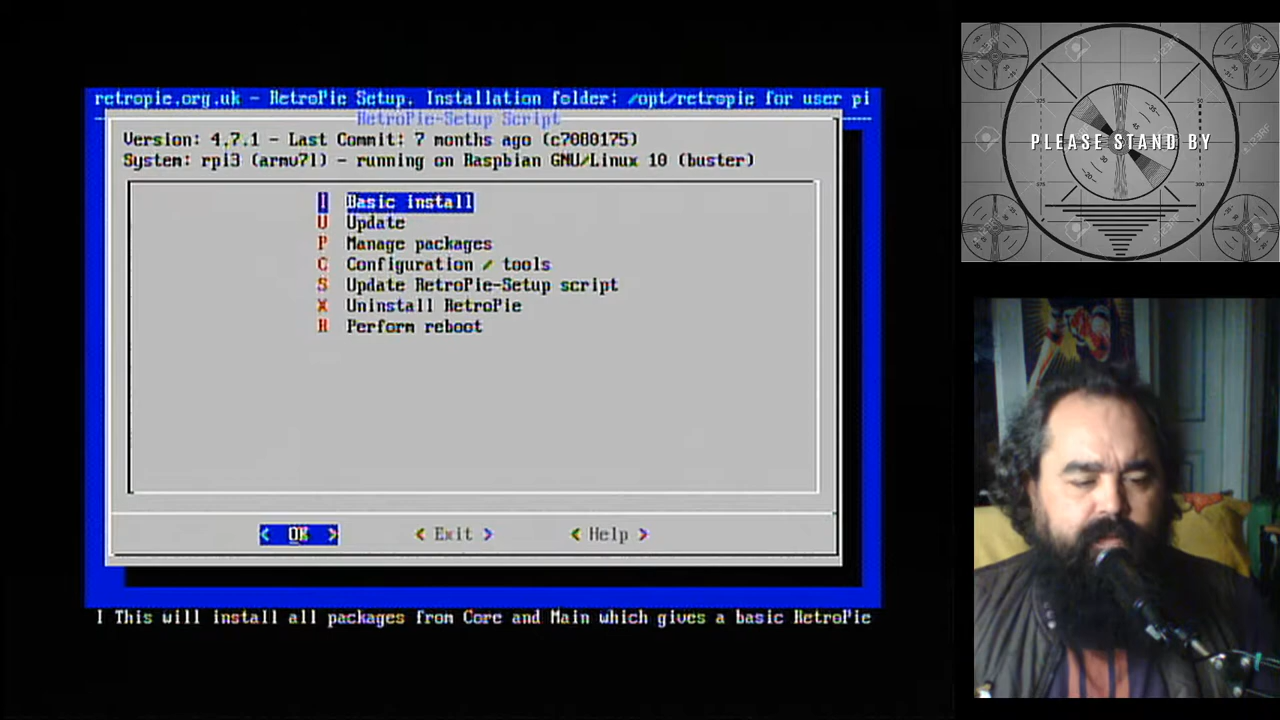 retropie.org.uk - RetroPie Setup. Installation folder: /opt/retropie for user pi
RetroPie-Setup Script
Version: 4.7.1 - Last Commit: 7 months ago (c7080175)
System: rpi3 (armv7l) - running on Raspbian GNU/Linux 10 (buster)
I Basic install
U Update
P Manage packages
C Configuration / tools
S Update RetroPie-Setup script
X Uninstall RetroPie
R Perform reboot
< OK > < Exit > < Help >
I This will install all packages from Core and Main which gives a basic RetroPie
PLEASE STAND BY